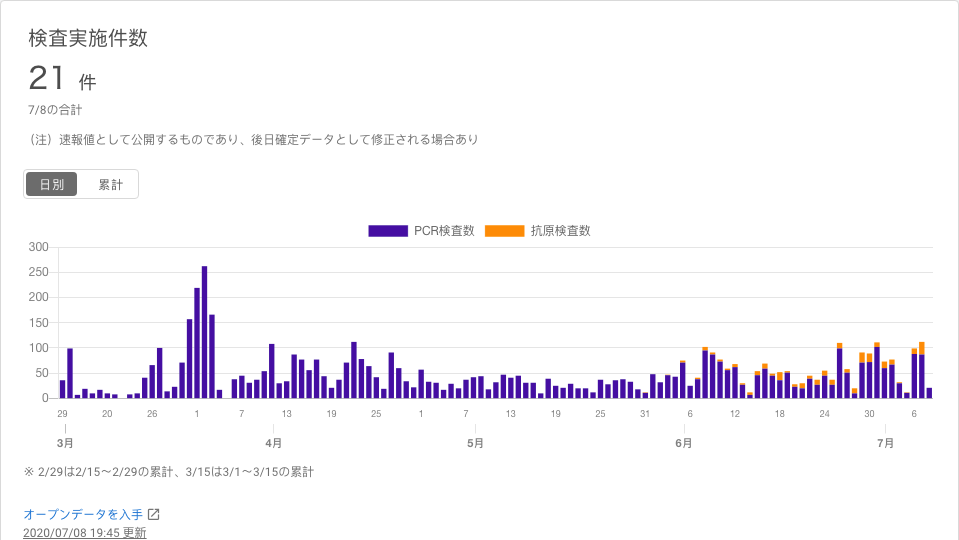 検査実施件数
21 件
7/8の合計
（注）速報値として公開するものであり、後日確定データとして修正される場合あり
日別 累計
PCR検査数 抗原検査数
300
250
200
150
100
50
0
29 20 26 1 7 13 19 25 1 7 13 19 25 31 6 12 18 24 30 6
3月 4月 5月 6月 7月
※ 2/29は2/15～2/29の累計、3/15は3/1～3/15の累計
オープンデータを入手
2020/07/08 19:45 更新